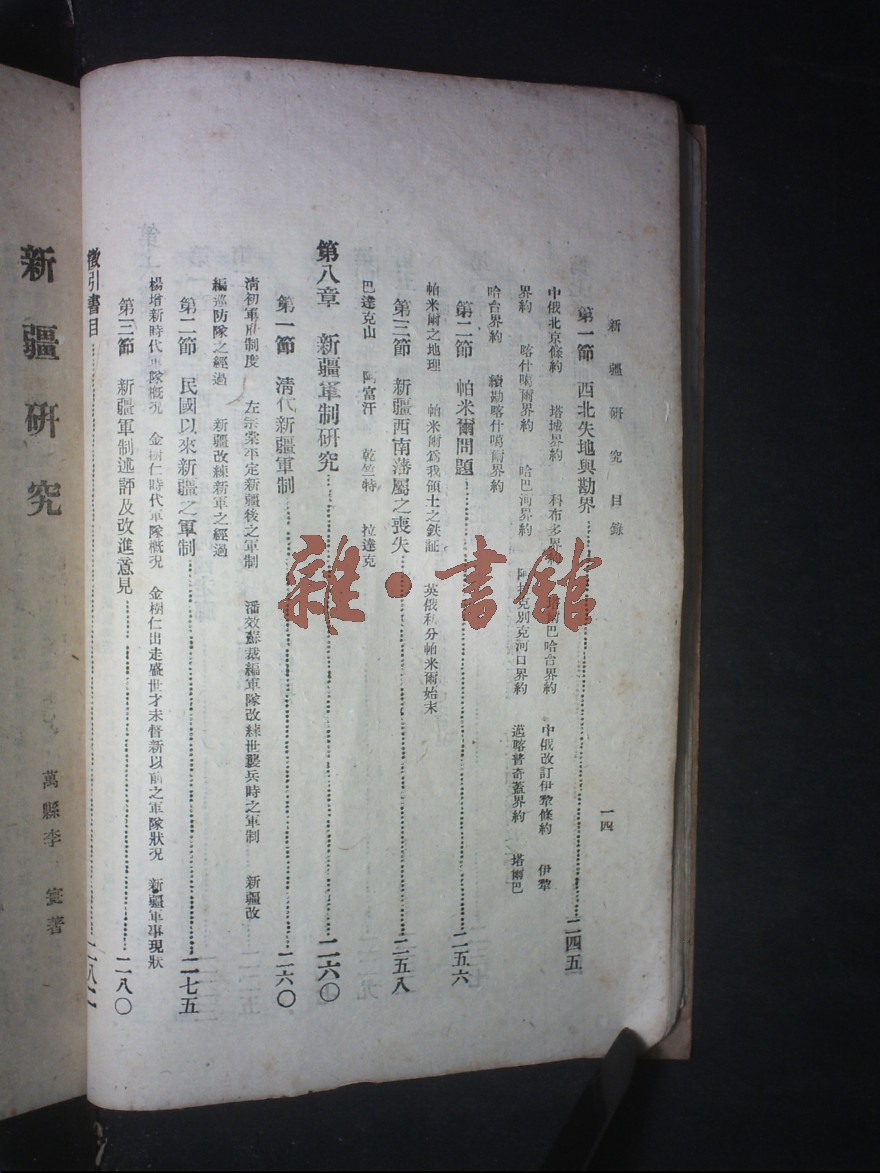 新疆研究 目錄
一四
第一節 西北失地與勘界……二四五
中俄北京條約 塔城界約 科布多界約 塔爾巴哈台界約 中俄改訂伊犂條約 伊犂
界約 喀什噶爾界約 哈巴河界約 阿拉克別克河口界約 邁喀普奇蓋界約 塔爾巴
哈台界約 續勘喀什噶爾界約
第二節 帕米爾問題……二五六
帕米爾之地理 帕米爾爲我領土之鉄証 英俄私分帕米爾始末
第三節 新疆西南藩屬之喪失……二五八
巴達克山 阿富汗 乾竺特 拉達克
第八章 新疆軍制研究……二六〇
第一節 清代新疆軍制……二六〇
清初軍府制度 左宗棠平定新疆後之軍制 潘效蘇裁編軍隊改練世襲兵時之軍制 新疆改
編巡防隊之經過 新疆改練新軍之經過
第二節 民國以來新疆之軍制……二七五
楊增新時代軍隊概況 金樹仁時代軍隊概況 金樹仁出走盛世才未督新以前之軍隊狀況 新疆軍事現狀
第三節 新疆軍制述評及改進意見……二八〇
徵引書目……二八二
新疆研究
萬縣李寰著
雜·書館